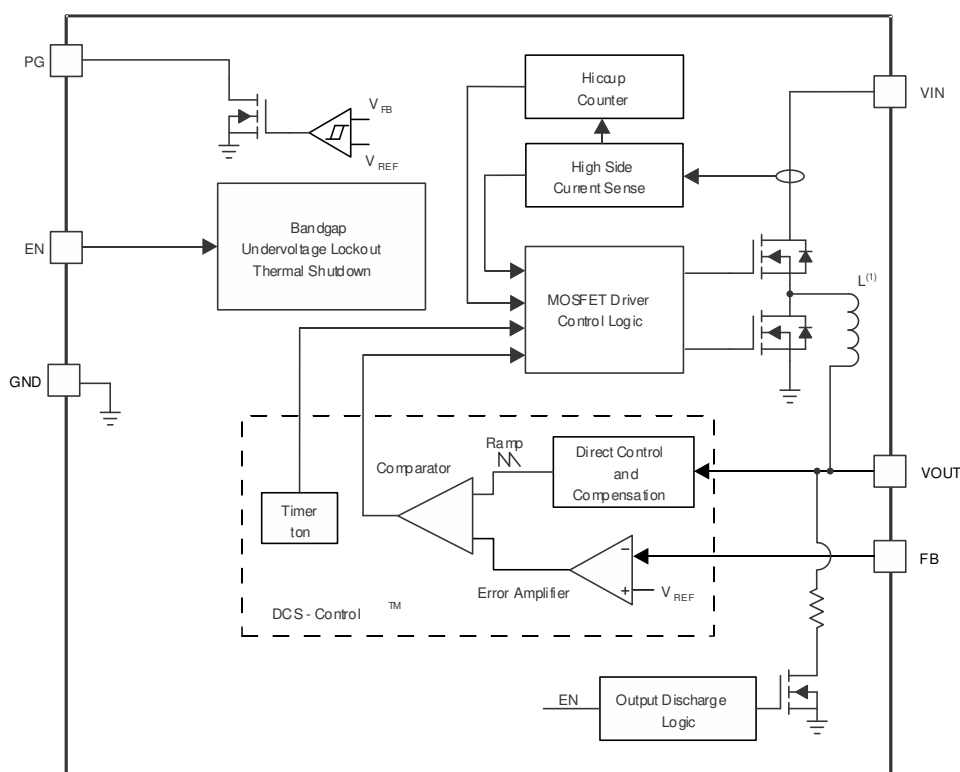 PG
V FB
V REF
Hiccup
Counter
VIN
High Side
Current Sense
EN
Bandgap
Undervoltage Lockout
Thermal Shutdown
L(1)
MOSFET Driver
Control Logic
GND
Ramp
Comparator
Direct Control
and
Compensation
VOUT
Timer
ton
FB
−
+
V REF
Error Amplifier
DCS - Control TM
EN
Output Discharge
Logic